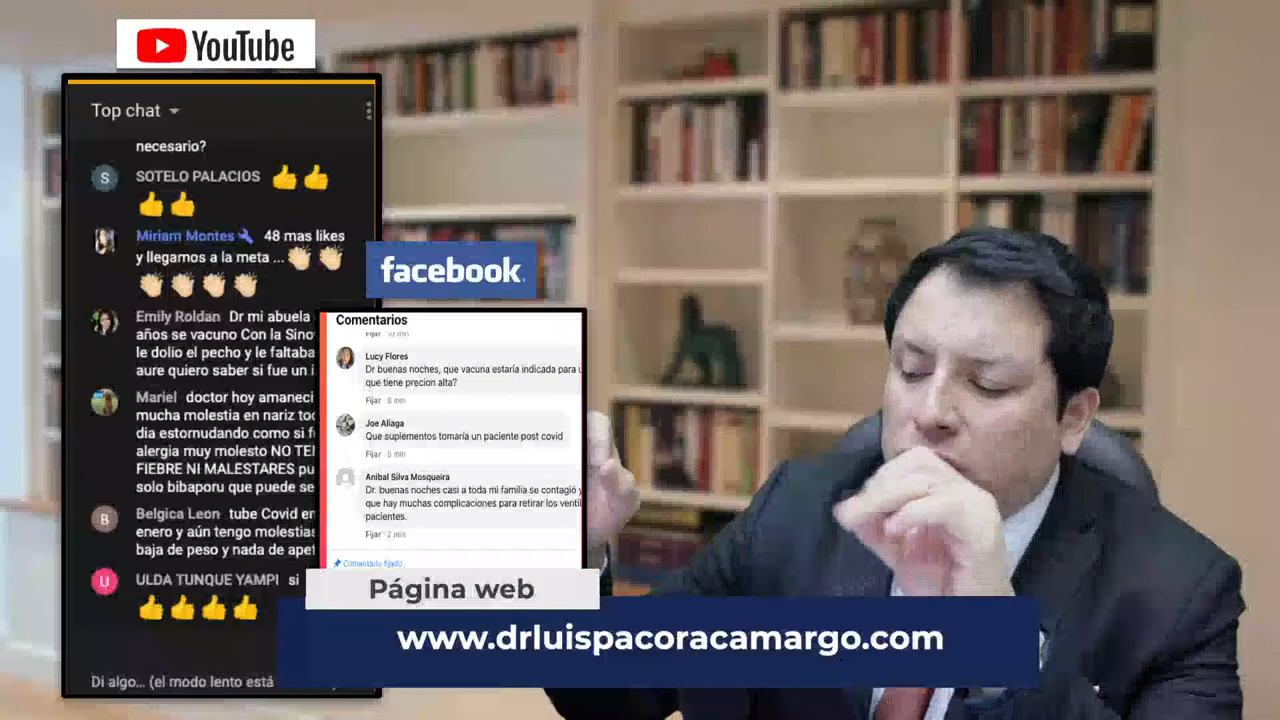 YouTube
Top chat
necesario?
SOTELO PALACIOS
Miriam Montes 48 mas likes
y llegamos a la meta ...
Emily Roldan Dr mi abuela
años se vacuno Con la Sino
le dolio el pecho y le faltaba
aure quiero saber si fue un i
Mariel doctor hoy amaneci
mucha molestia en nariz too
dia estornudando como si fu
alergia muy molesto NO TEN
FIEBRE NI MALESTARES pu
solo bibaporu que puede se
B Belgica Leon tube Covid en
enero y aún tengo molestias
baja de peso y nada de apet
U ULDA TUNQUE YAMPI si
Di algo... (el modo lento está
facebook
Comentarios
Lucy Flores
Dr buenas noches, que vacuna estaría indicada para u
que tiene precion alta?
Fijar · 8 min
Joe Aliaga
Que suplementos tomaría un paciente post covid
Fijar · 6 min
Anibal Silva Mosqueira
Dr. buenas noches casi a toda mi familia se contagió y
que hay muchas complicaciones para retirar los venti
pacientes.
Fijar · 2 min
Comentario fijado
Página web
www.drluispacoracamargo.com